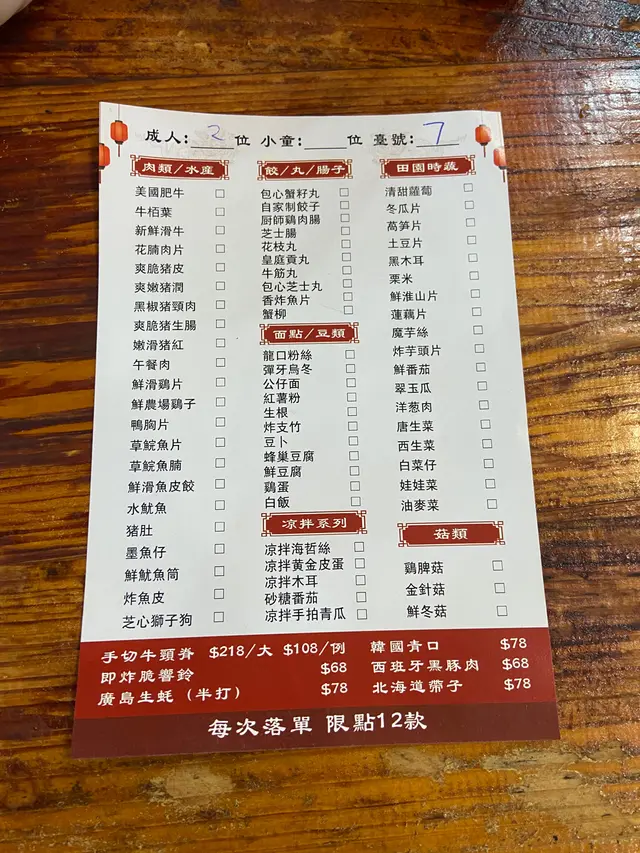 成人: 2 位 小童:___位 臺號: 7
肉類/水產
美國肥牛
牛栢葉
新鮮滑牛
花腩肉片
爽脆豬皮
爽嫩豬潤
黑椒豬頸肉
爽脆豬生腸
嫩滑豬紅
午餐肉
鮮滑鷄片
鮮農場鷄子
鴨胸片
草鯇魚片
草鯇魚腩
鮮滑魚皮餃
水魷魚
豬肚
墨魚仔
鮮魷魚筒
炸魚皮
芝心獅子狗
餃/丸/腸子
包心蟹籽丸
自家制餃子
厨師鷄肉腸
芝士腸
花枝丸
皇庭貢丸
牛筋丸
包心芝士丸
香炸魚片
蟹柳
面點/豆類
龍口粉絲
彈牙烏冬
公仔面
紅薯粉
生根
炸支竹
豆卜
蜂巢豆腐
鮮豆腐
鷄蛋
白飯
凉拌系列
凉拌海哲絲
凉拌黃金皮蛋
凉拌木耳
砂糖番茄
凉拌手拍青瓜
田園時蔬
清甜蘿蔔
冬瓜片
萵笋片
土豆片
黑木耳
栗米
鮮淮山片
蓮藕片
魔芋絲
炸芋頭片
鮮番茄
翠玉瓜
洋葱肉
唐生菜
西生菜
白菜仔
娃娃菜
油麥菜
菇類
鷄脾菇
金針菇
鮮冬菇
手切牛頸脊 $218/大 $108/例
即炸脆響鈴 $68
廣島生蚝（半打） $78
韓國青口 $78
西班牙黑豚肉 $68
北海道帶子 $78
每次落單 限點12款